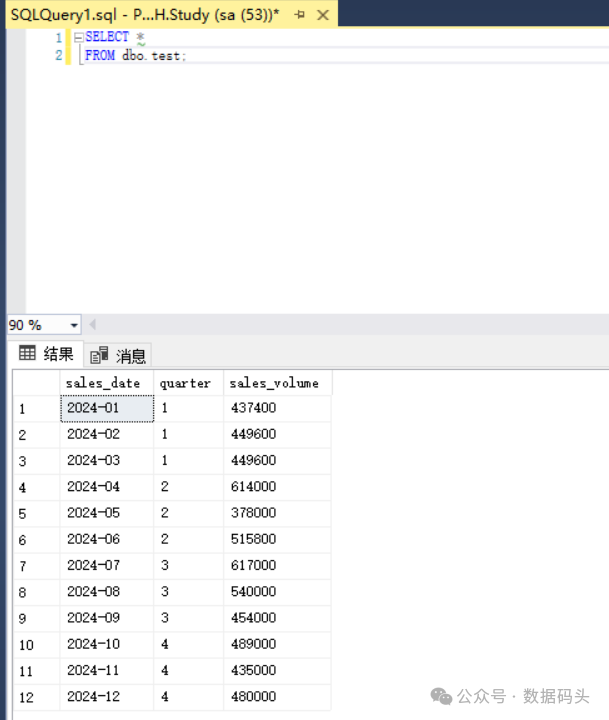 SQLQuery1.sql - P...H.Study (sa (53))*
1 SELECT *
2 FROM dbo.test;
90 %
结果 消息
sales_date quarter sales_volume
1 2024-01 1 437400
2 2024-02 1 449600
3 2024-03 1 449600
4 2024-04 2 614000
5 2024-05 2 378000
6 2024-06 2 515800
7 2024-07 3 617000
8 2024-08 3 540000
9 2024-09 3 454000
10 2024-10 4 489000
11 2024-11 4 435000
12 2024-12 4 480000
公众号 · 数据码头